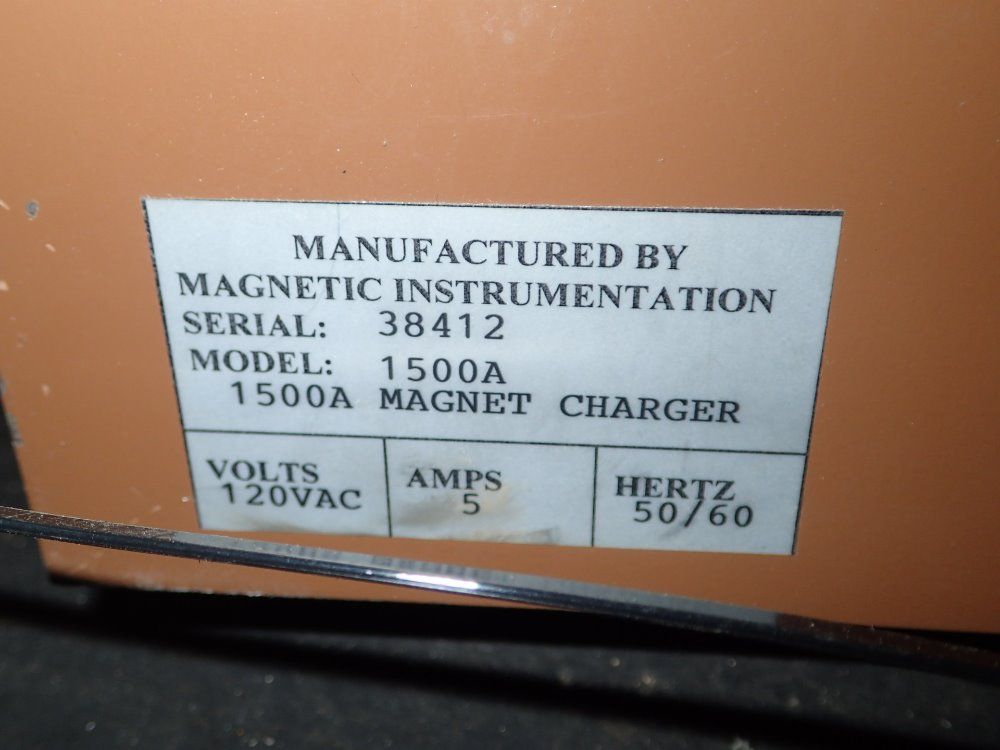 MANUFACTURED BY
MAGNETIC INSTRUMENTATION
SERIAL: 38412
MODEL: 1500A
1500A MAGNET CHARGER
VOLTS AMPS HERTZ
120VAC 5 50/60